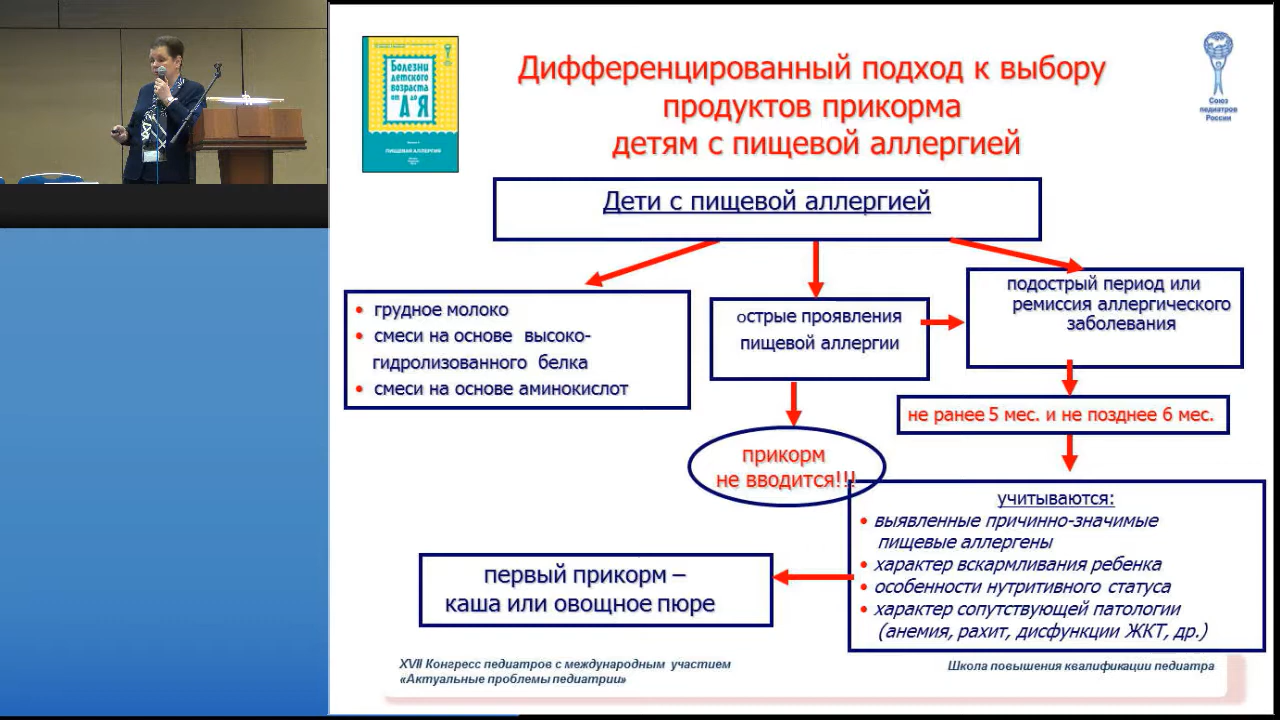 Болезни
детского
возраста
от А до Я
ПИЩЕВАЯ АЛЛЕРГИЯ
Дифференцированный подход к выбору
продуктов прикорма
детям с пищевой аллергией
Союз
педиатров
России
Дети с пищевой аллергией
• грудное молоко
• смеси на основе высоко-
гидролизованного белка
• смеси на основе аминокислот
острые проявления
пищевой аллергии
подострый период или
ремиссия аллергического
заболевания
не ранее 5 мес. и не позднее 6 мес.
прикорм
не вводится!!!
учитываются:
• выявленные причинно-значимые
пищевые аллергены
• характер вскармливания ребенка
• особенности нутритивного статуса
• характер сопутствующей патологии
(анемия, рахит, дисфункции ЖКТ, др.)
первый прикорм –
каша или овощное пюре
XVII Конгресс педиатров с международным участием
«Актуальные проблемы педиатрии»
Школа повышения квалификации педиатра